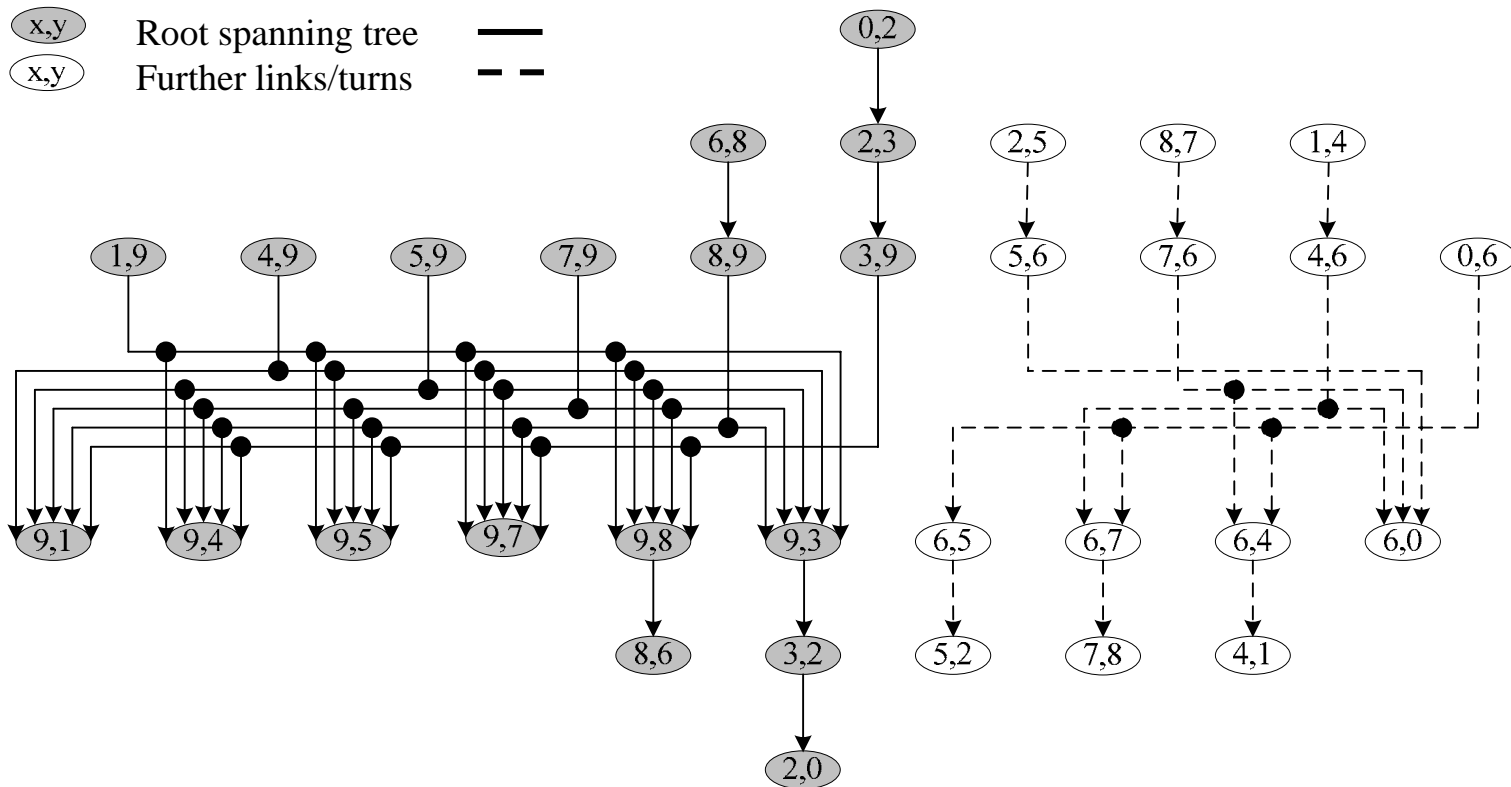 x,y Root spanning tree
x,y Further links/turns
0,2
6,8 2,3 2,5 8,7 1,4
1,9 4,9 5,9 7,9 8,9 3,9 5,6 7,6 4,6 0,6
9,1 9,4 9,5 9,7 9,8 9,3 6,5 6,7 6,4 6,0
8,6 3,2 5,2 7,8 4,1
2,0